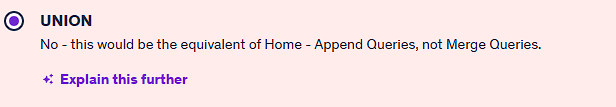 UNION
No - this would be the equivalent of Home - Append Queries, not Merge Queries.
Explain this further